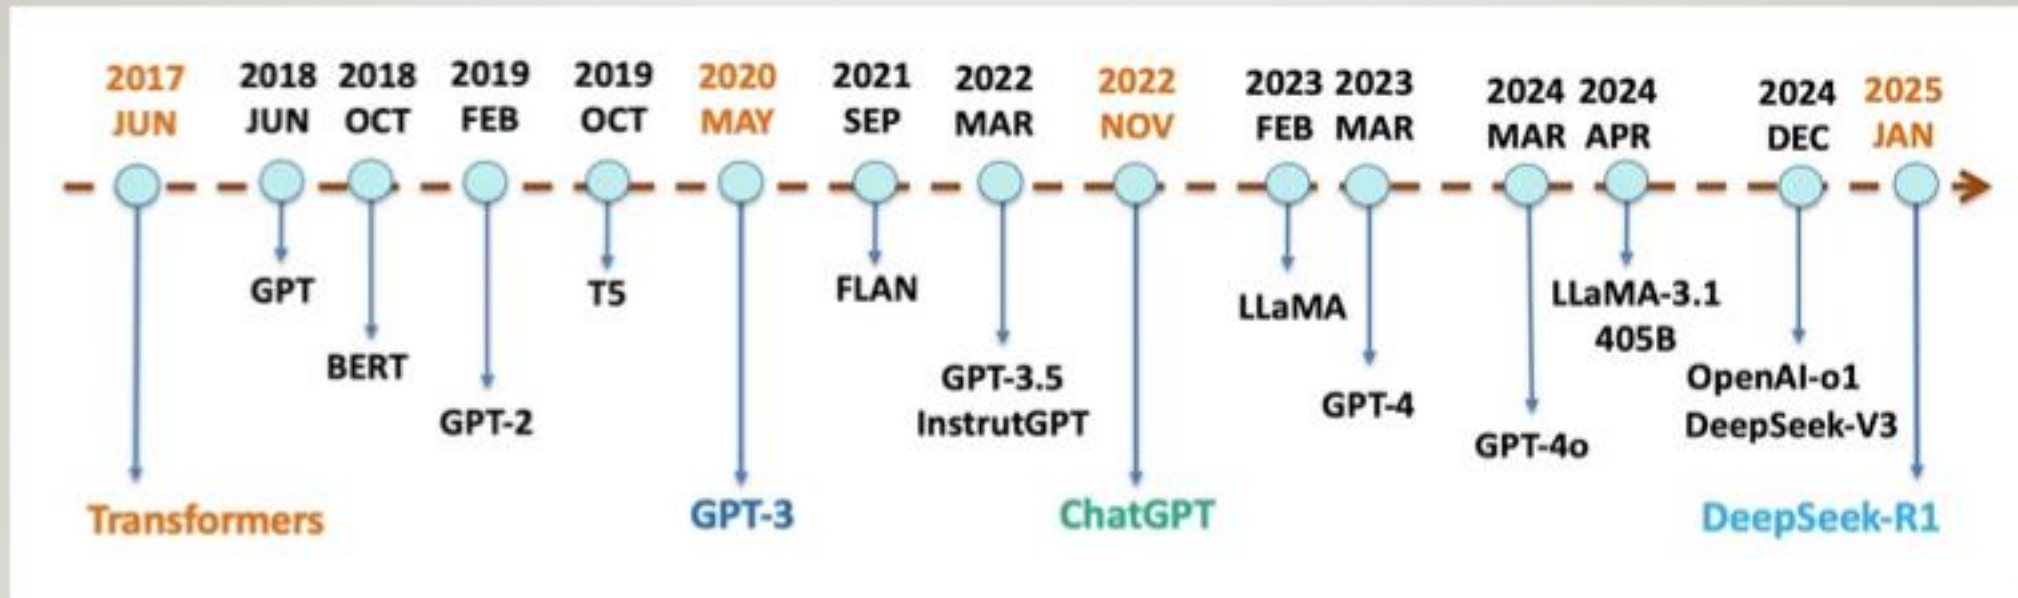 2017 JUN
2018 JUN
2018 OCT
2019 FEB
2019 OCT
2020 MAY
2021 SEP
2022 MAR
2022 NOV
2023 FEB
2023 MAR
2024 MAR
2024 APR
2024 DEC
2025 JAN
Transformers
GPT
BERT
GPT-2
T5
GPT-3
FLAN
GPT-3.5
InstrutGPT
ChatGPT
LLaMA
GPT-4
GPT-4o
LLaMA-3.1
405B
OpenAI-o1
DeepSeek-V3
DeepSeek-R1